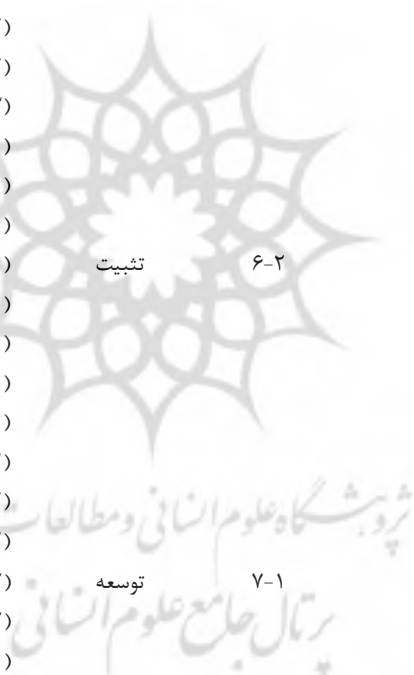 ۶-۲ تثبیت
پژوهشگاه علوم انسانی و مطالعات
۷-۱ توسعه
پرتال جامع علوم انسانی